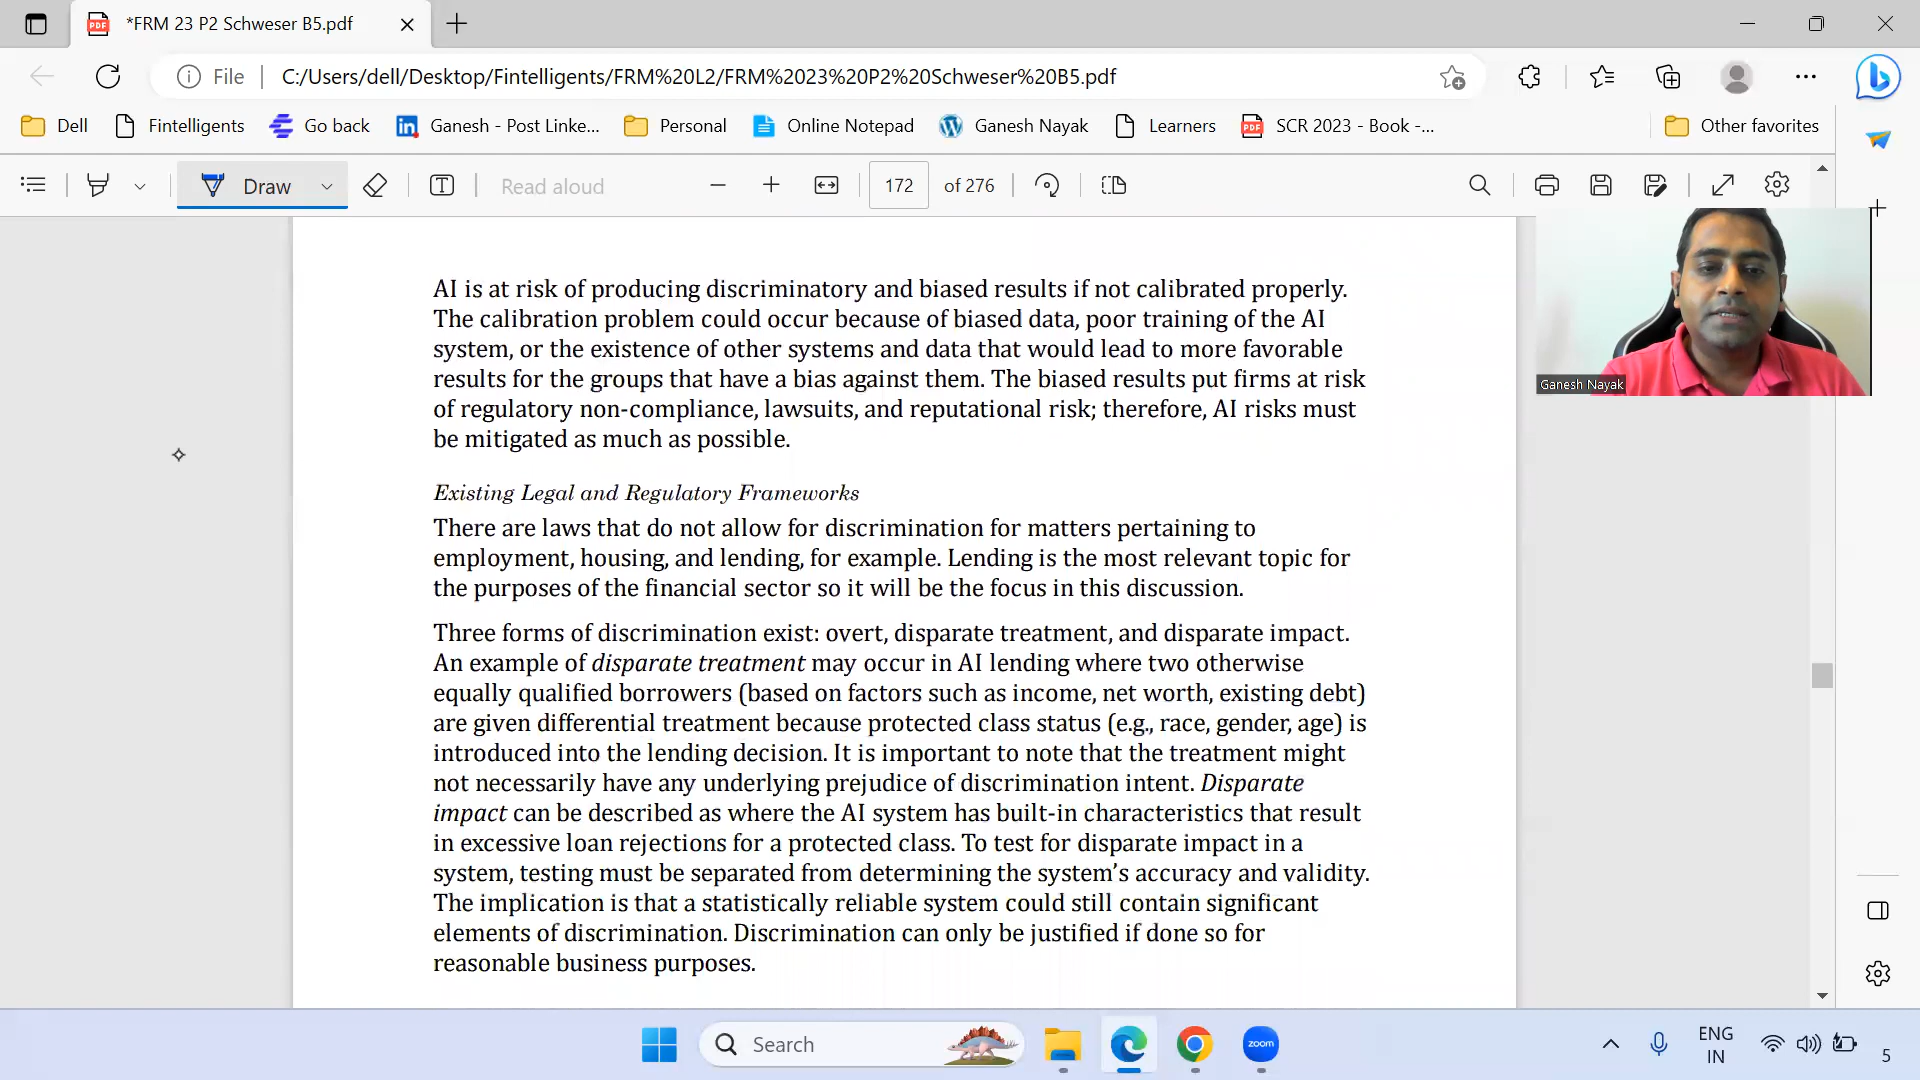 *FRM 23 P2 Schweser B5.pdf
File
C:/Users/dell/Desktop/Fintelligents/FRM%20L2/FRM%2023%20P2%20Schweser%20B5.pdf
Dell Fintelligents Go back Ganesh - Post Linke... Personal Online Notepad Ganesh Nayak Learners SCR 2023 - Book -... Other favorites
Draw Read aloud 172 of 276
AI is at risk of producing discriminatory and biased results if not calibrated properly.
The calibration problem could occur because of biased data, poor training of the AI
system, or the existence of other systems and data that would lead to more favorable
results for the groups that have a bias against them. The biased results put firms at risk
of regulatory non-compliance, lawsuits, and reputational risk; therefore, AI risks must
be mitigated as much as possible.
Ganesh Nayak
Existing Legal and Regulatory Frameworks
There are laws that do not allow for discrimination for matters pertaining to
employment, housing, and lending, for example. Lending is the most relevant topic for
the purposes of the financial sector so it will be the focus in this discussion.
Three forms of discrimination exist: overt, disparate treatment, and disparate impact.
An example of disparate treatment may occur in AI lending where two otherwise
equally qualified borrowers (based on factors such as income, net worth, existing debt)
are given differential treatment because protected class status (e.g., race, gender, age) is
introduced into the lending decision. It is important to note that the treatment might
not necessarily have any underlying prejudice of discrimination intent. Disparate
impact can be described as where the AI system has built-in characteristics that result
in excessive loan rejections for a protected class. To test for disparate impact in a
system, testing must be separated from determining the system's accuracy and validity.
The implication is that a statistically reliable system could still contain significant
elements of discrimination. Discrimination can only be justified if done so for
reasonable business purposes.
Search
zoom
ENG
IN
5